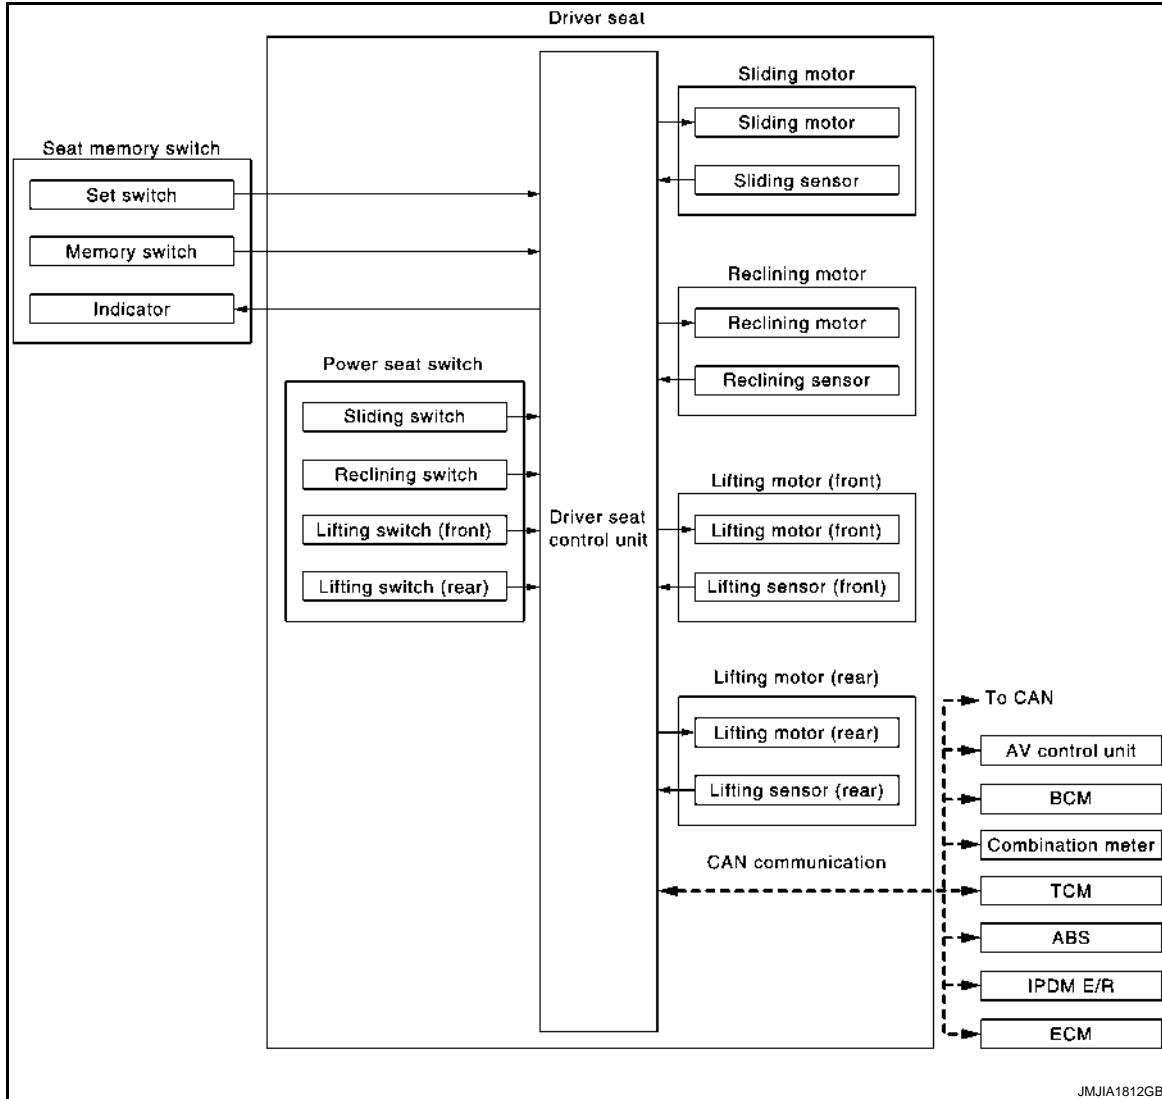 Driver seat
Seat memory switch
Set switch
Memory switch
Indicator
Power seat switch
Sliding switch
Reclining switch
Lifting switch (front)
Lifting switch (rear)
Driver seat
control unit
Sliding motor
Sliding motor
Sliding sensor
Reclining motor
Reclining motor
Reclining sensor
Lifting motor (front)
Lifting motor (front)
Lifting sensor (front)
Lifting motor (rear)
Lifting motor (rear)
Lifting sensor (rear)
CAN communication
To CAN
AV control unit
BCM
Combination meter
TCM
ABS
IPDM E/R
ECM
JMJIA1812GB